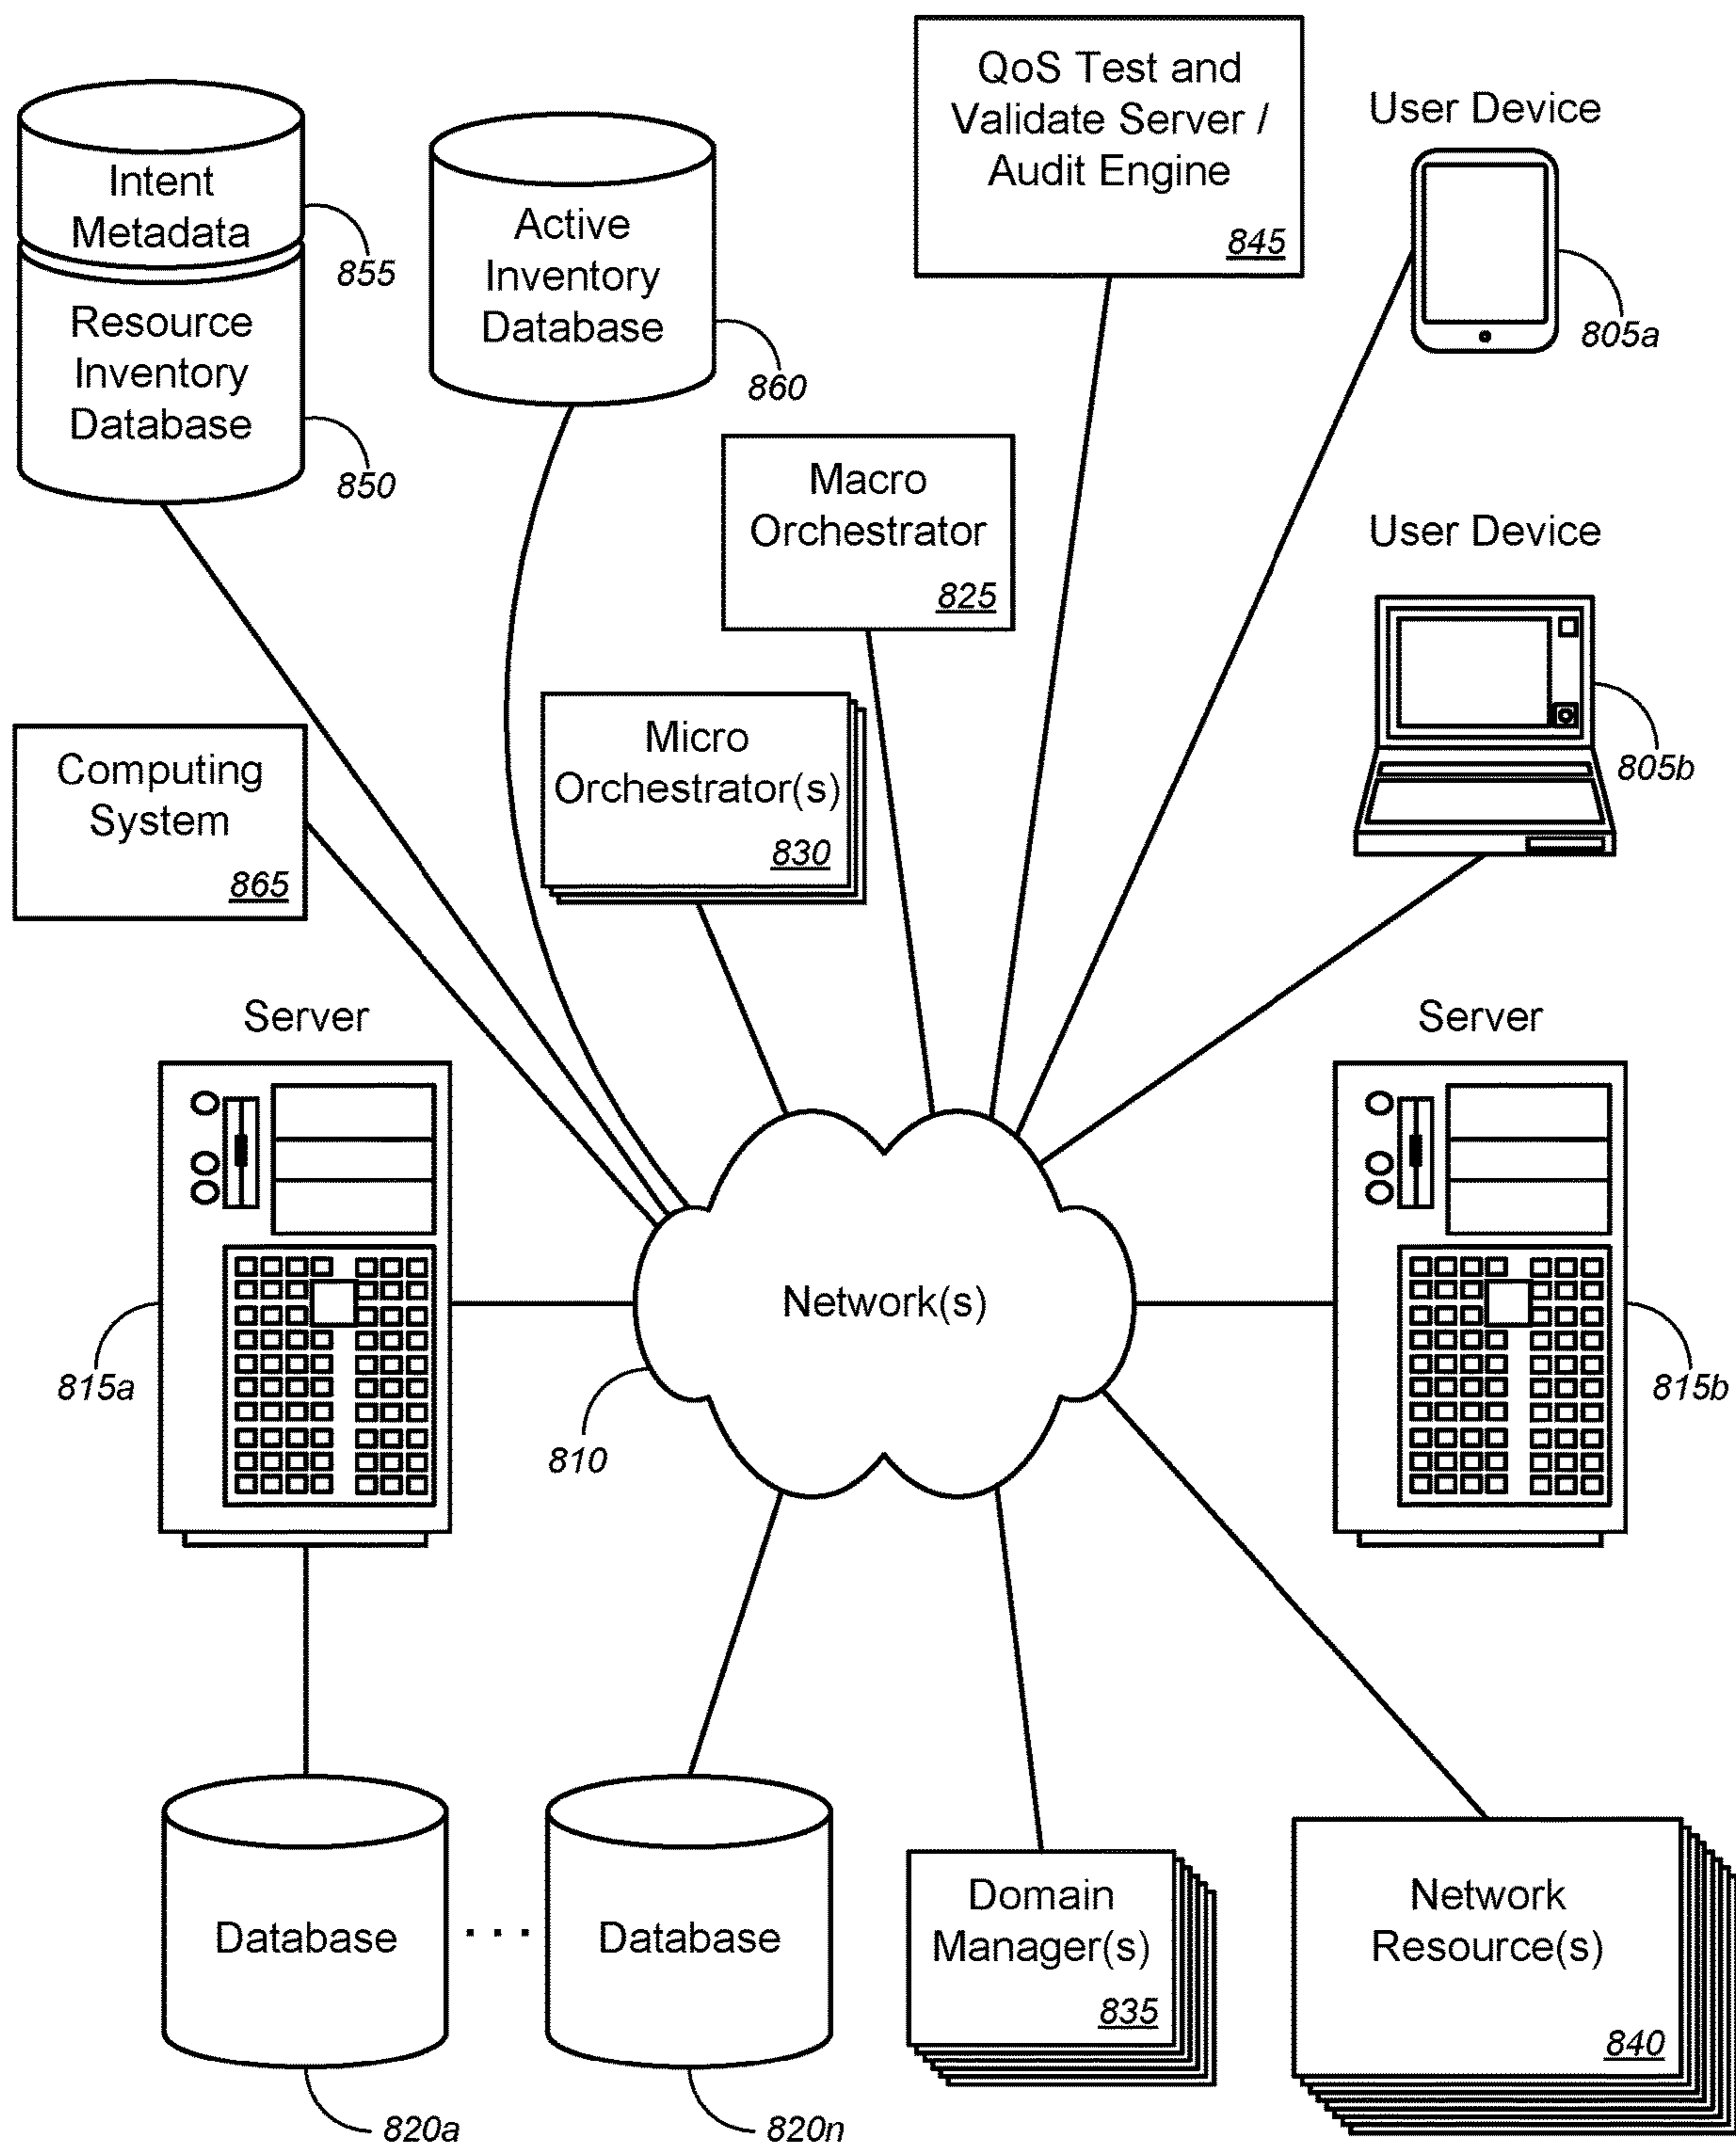 QoS Test and
Validate Server /
Audit Engine
845
User Device
805a
Intent
Metadata
855
Resource
Inventory
Database
850
Active
Inventory
Database
860
Macro
Orchestrator
825
User Device
805b
Micro
Orchestrator(s)
830
Computing
System
865
Server
815a
Server
815b
Network(s)
810
Database
820a
. . .
Database
820n
Domain
Manager(s)
835
Network
Resource(s)
840